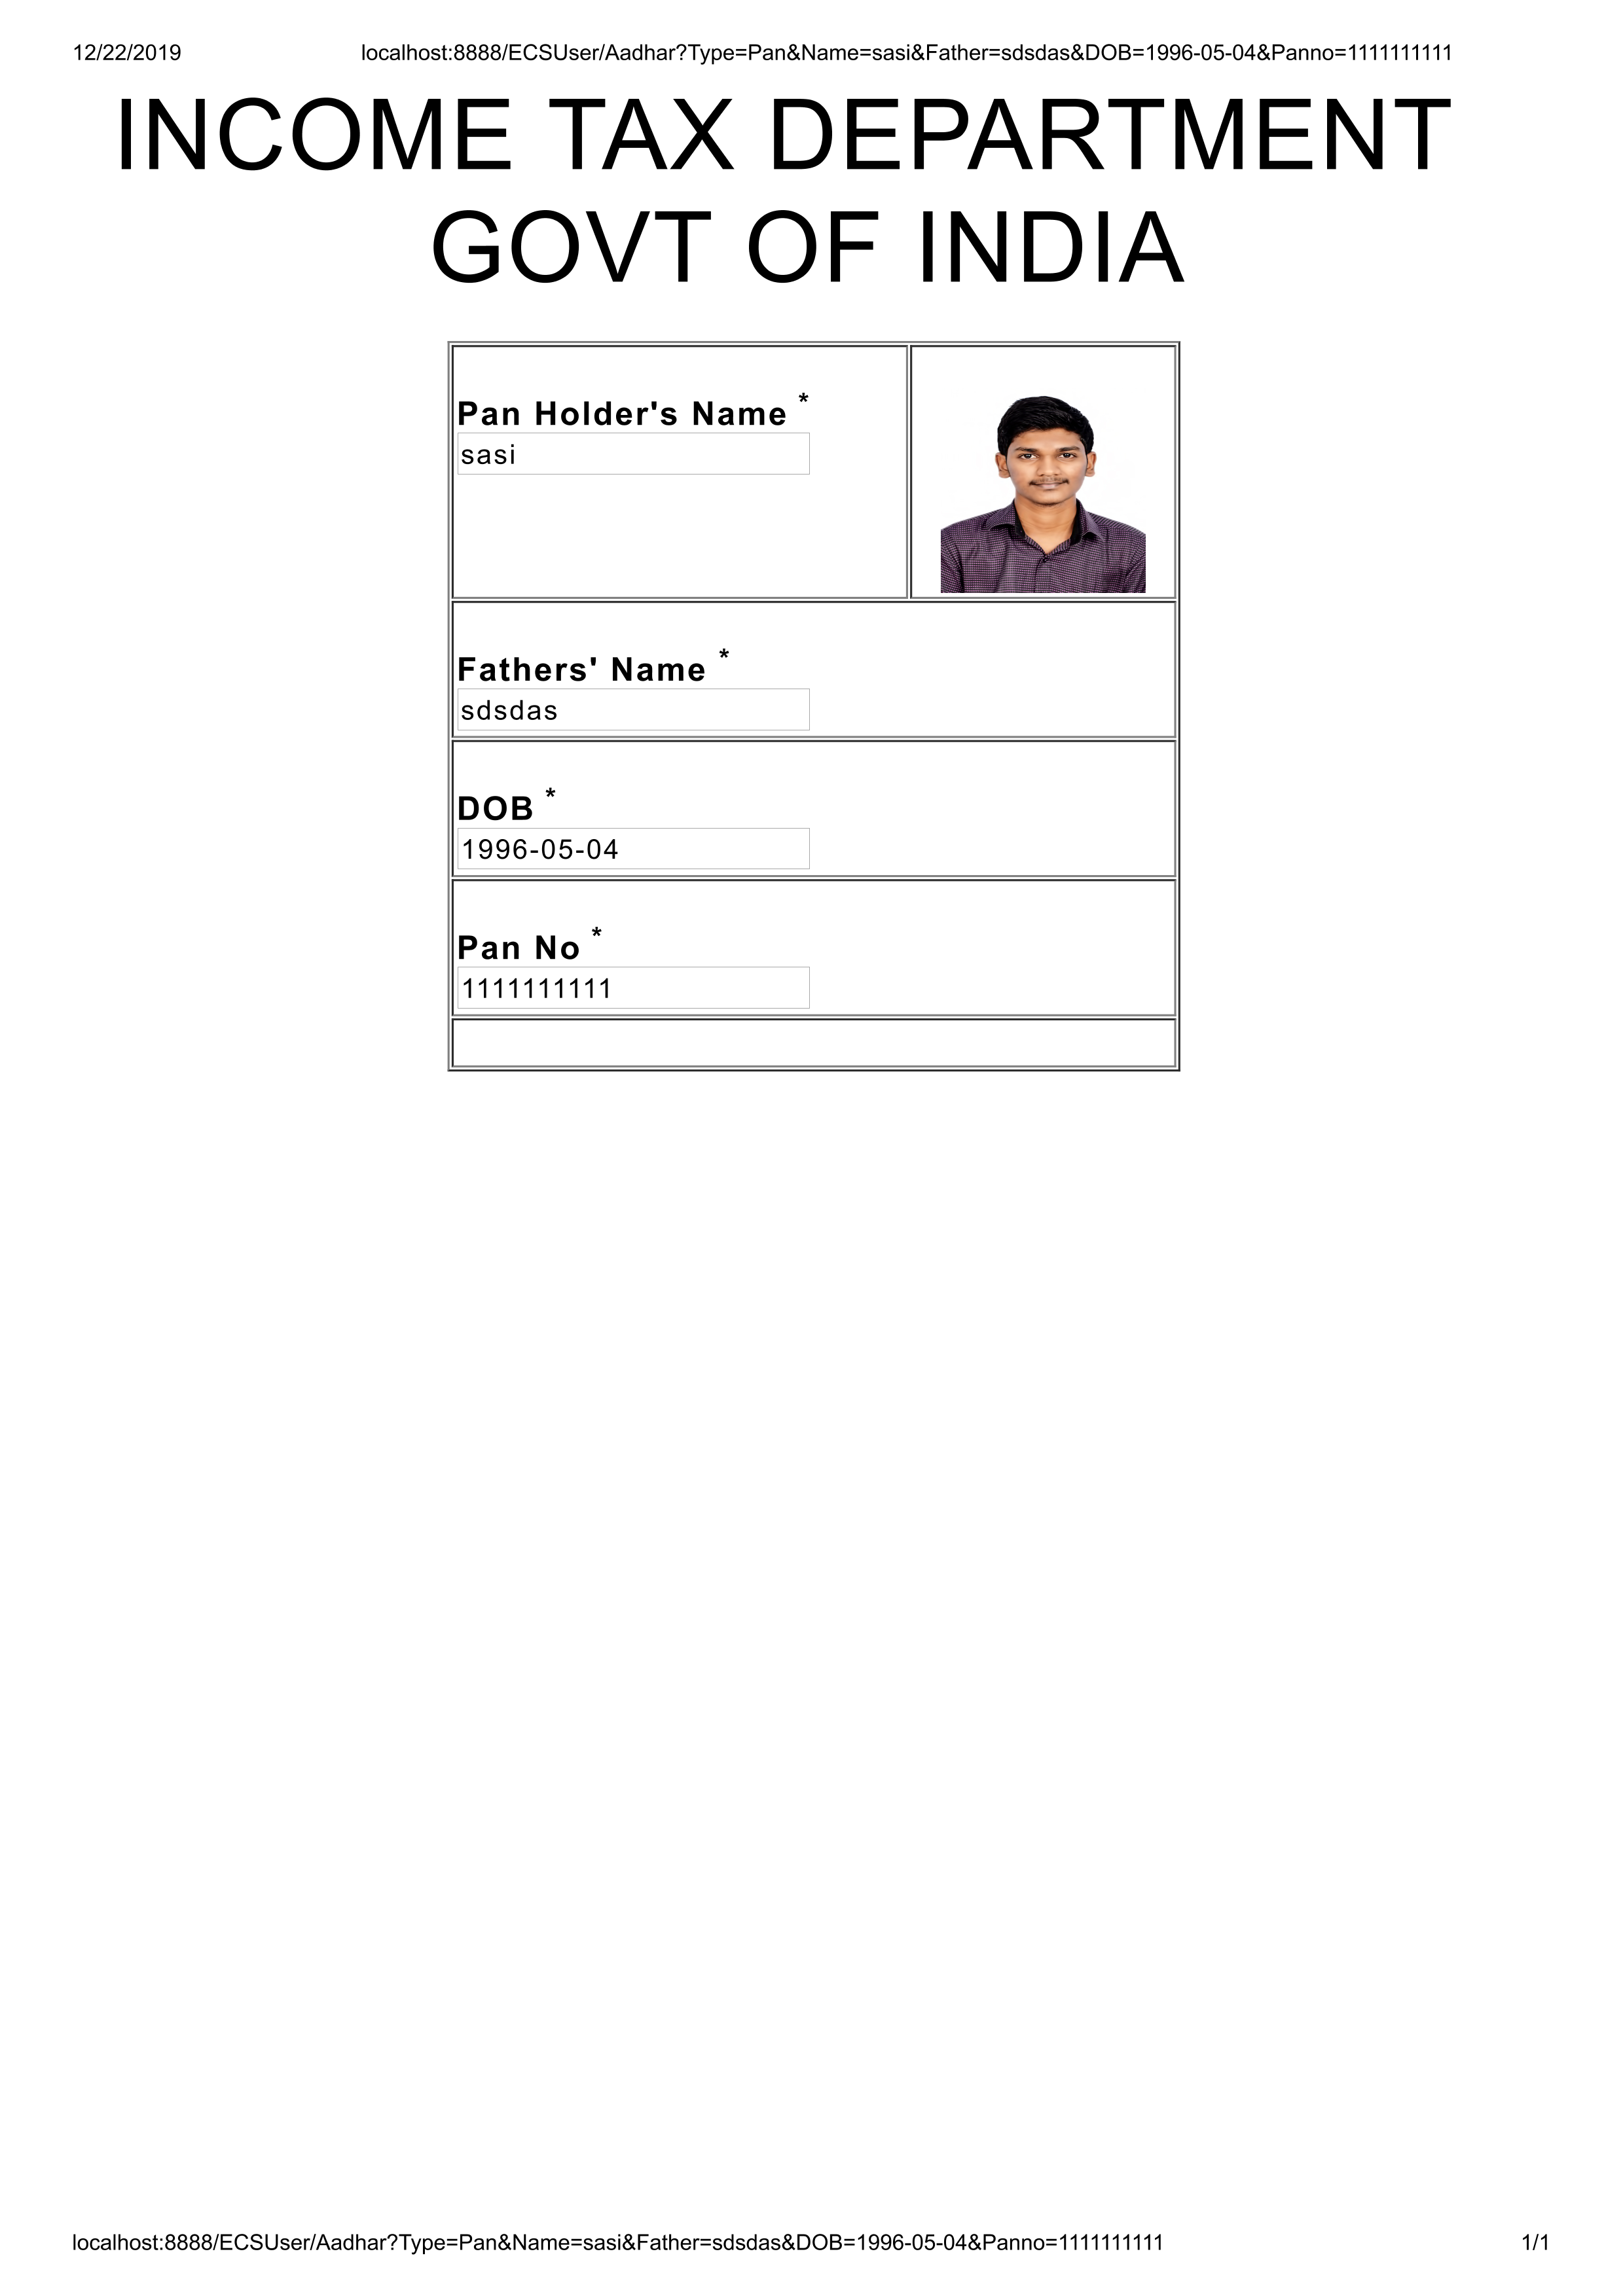 12/22/2019 localhost:8888/ECSUser/Aadhar?Type=Pan&Name=sasi&Father=sdsdas&DOB=1996-05-04&Panno=1111111111
INCOME TAX DEPARTMENT
GOVT OF INDIA
Pan Holder's Name *
sasi
Fathers' Name *
sdsdas
DOB *
1996-05-04
Pan No *
1111111111
localhost:8888/ECSUser/Aadhar?Type=Pan&Name=sasi&Father=sdsdas&DOB=1996-05-04&Panno=1111111111 1/1